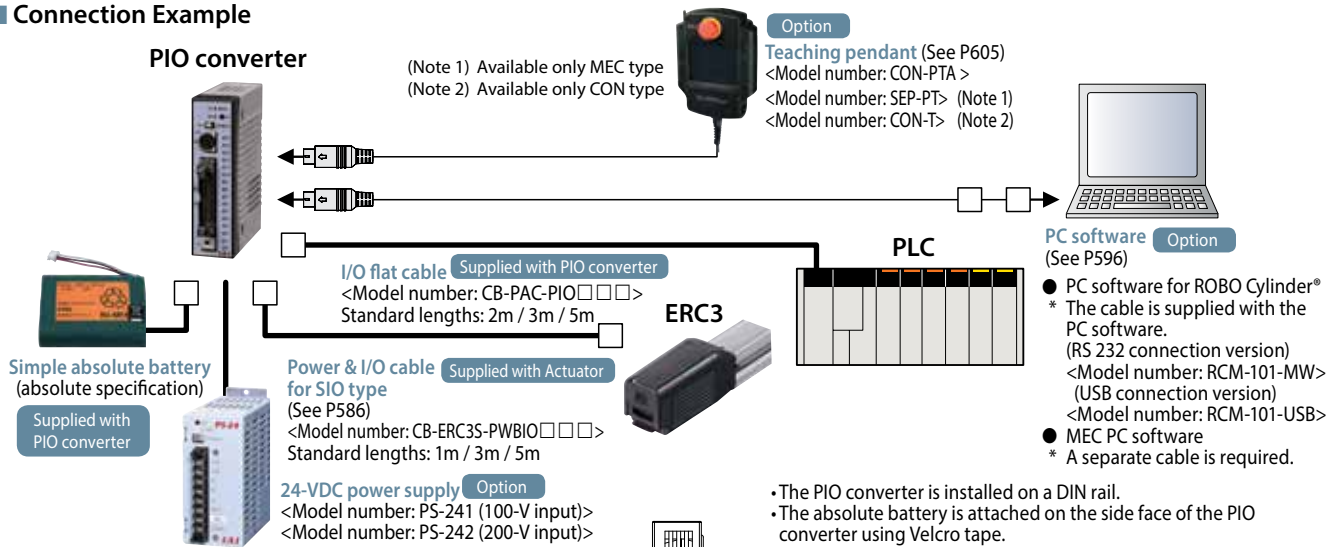 Connection Example
PIO converter
(Note 1) Available only MEC type
(Note 2) Available only CON type
Option
Teaching pendant (See P605)
<Model number: CON-PTA >
<Model number: SEP-PT> (Note 1)
<Model number: CON-T> (Note 2)
I/O flat cable Supplied with PIO converter
<Model number: CB-PAC-PIO□□□>
Standard lengths: 2m / 3m / 5m
PLC
PC software Option
(See P596)
● PC software for ROBO Cylinder®
* The cable is supplied with the
PC software.
(RS 232 connection version)
<Model number: RCM-101-MW>
(USB connection version)
<Model number: RCM-101-USB>
● MEC PC software
* A separate cable is required.
ERC3
Simple absolute battery
(absolute specification)
Supplied with
PIO converter
Power & I/O cable Supplied with Actuator
for SIO type
(See P586)
<Model number: CB-ERC3S-PWBIO□□□>
Standard lengths: 1m / 3m / 5m
PS-24
IAI
24-VDC power supply Option
<Model number: PS-241 (100-V input)>
<Model number: PS-242 (200-V input)>
• The PIO converter is installed on a DIN rail.
• The absolute battery is attached on the side face of the PIO
converter using Velcro tape.